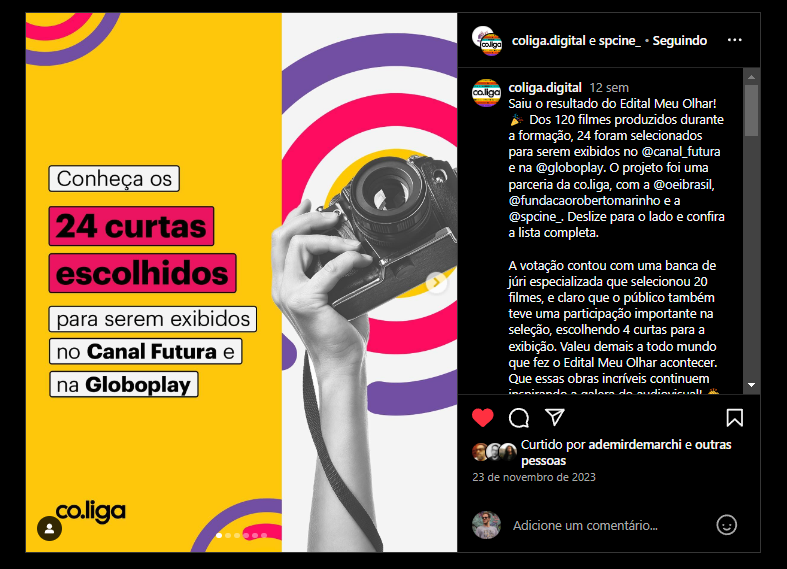 Conheça os
24 curtas
escolhidos
para serem exibidos
no Canal Futura e
na Globoplay
co.liga
coliga.digital e spcine_ • Seguindo
co.liga
coliga.digital 12 sem
Saiu o resultado do Edital Meu Olhar!
🎉 Dos 120 filmes produzidos durante
a formação, 24 foram selecionados
para serem exibidos no @canal_futura
e na @globoplay. O projeto foi uma
parceria da co.liga, com a @oeibrasil,
@fundacaorobertomarinho e a
@spcine_. Deslize para o lado e confira
a lista completa.
A votação contou com uma banca de
júri especializada que selecionou 20
filmes, e claro que o público também
teve uma participação importante na
seleção, escolhendo 4 curtas para a
exibição. Valeu demais a todo mundo
que fez o Edital Meu Olhar acontecer.
Que essas obras incríveis continuem
inspirando a galera do audiovisual!
Curtido por ademirdemarchi e outras
pessoas
23 de novembro de 2023
Adicione um comentário...